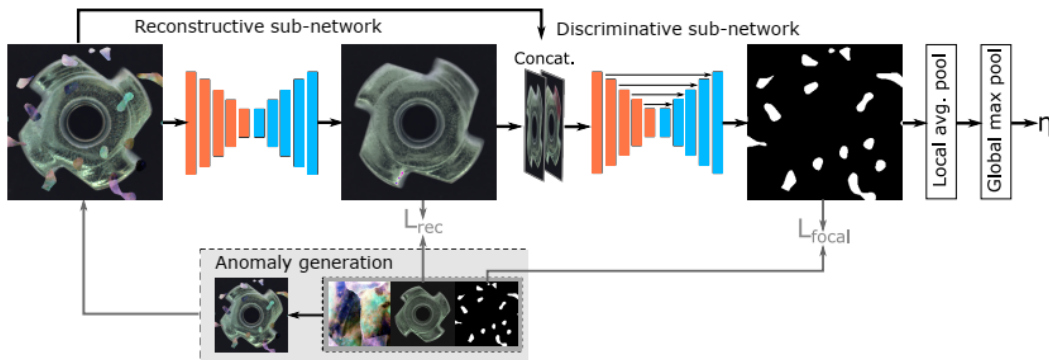 Reconstructive sub-network
Discriminative sub-network
Concat.
Local avg. pool
Global max pool
η
L_rec
L_focal
Anomaly generation